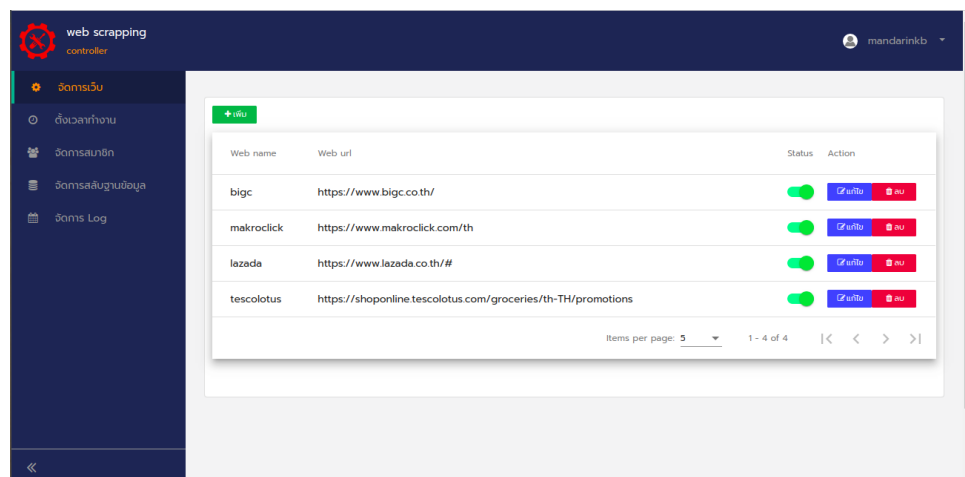 web scrapping
controller
mandarinkb
จัดการเว็บ
ตั้งเวลาทำงาน
จัดการสมาชิก
จัดการสลับฐานข้อมูล
จัดการ Log
+ เพิ่ม
Web name Web url Status Action
bigc https://www.bigc.co.th/ แก้ไข ลบ
makroclick https://www.makroclick.com/th แก้ไข ลบ
lazada https://www.lazada.co.th/# แก้ไข ลบ
tescolotus https://shoponline.tescolotus.com/groceries/th-TH/promotions แก้ไข ลบ
Items per page: 5 1 - 4 of 4